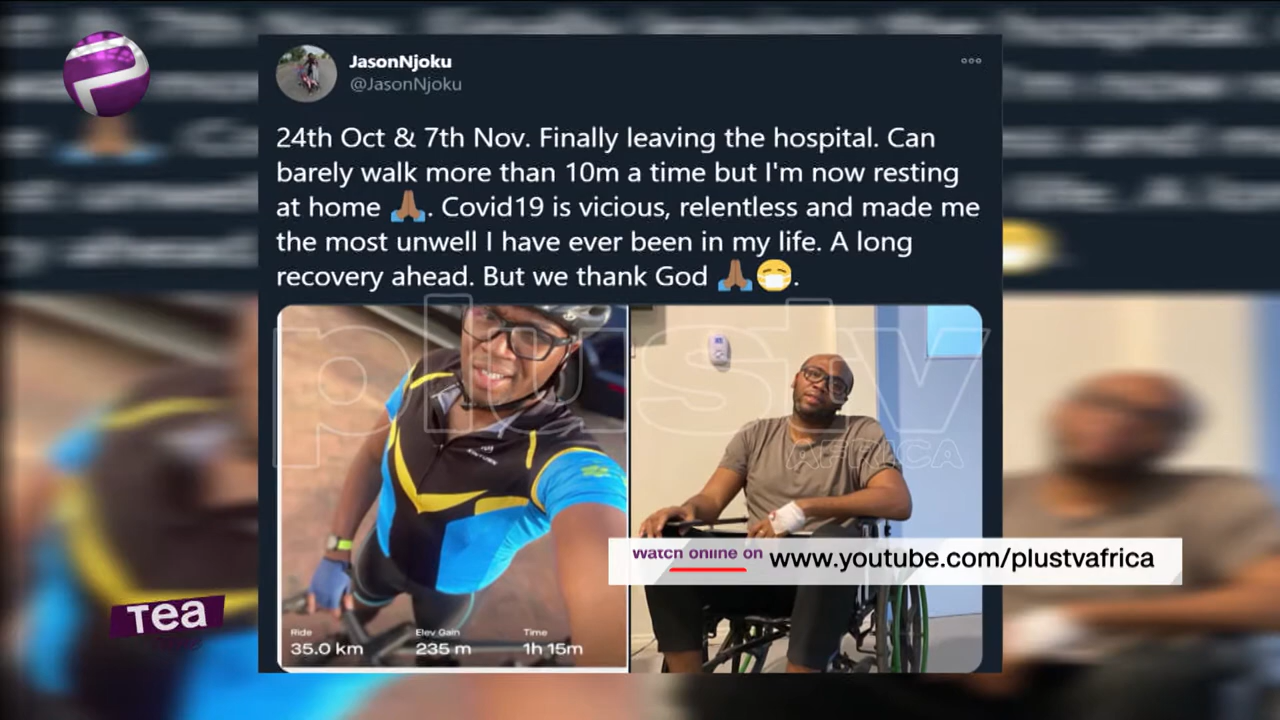 JasonNjoku
@JasonNjoku
24th Oct & 7th Nov. Finally leaving the hospital. Can
barely walk more than 10m a time but I'm now resting
at home 🙏🏾. Covid19 is vicious, relentless and made me
the most unwell I have ever been in my life. A long
recovery ahead. But we thank God 🙏🏾😷.
plustv
AFRICA
watch online on www.youtube.com/plustvafrica
Tea
Ride Elev Gain Time
35.0 km 235 m 1h 15m